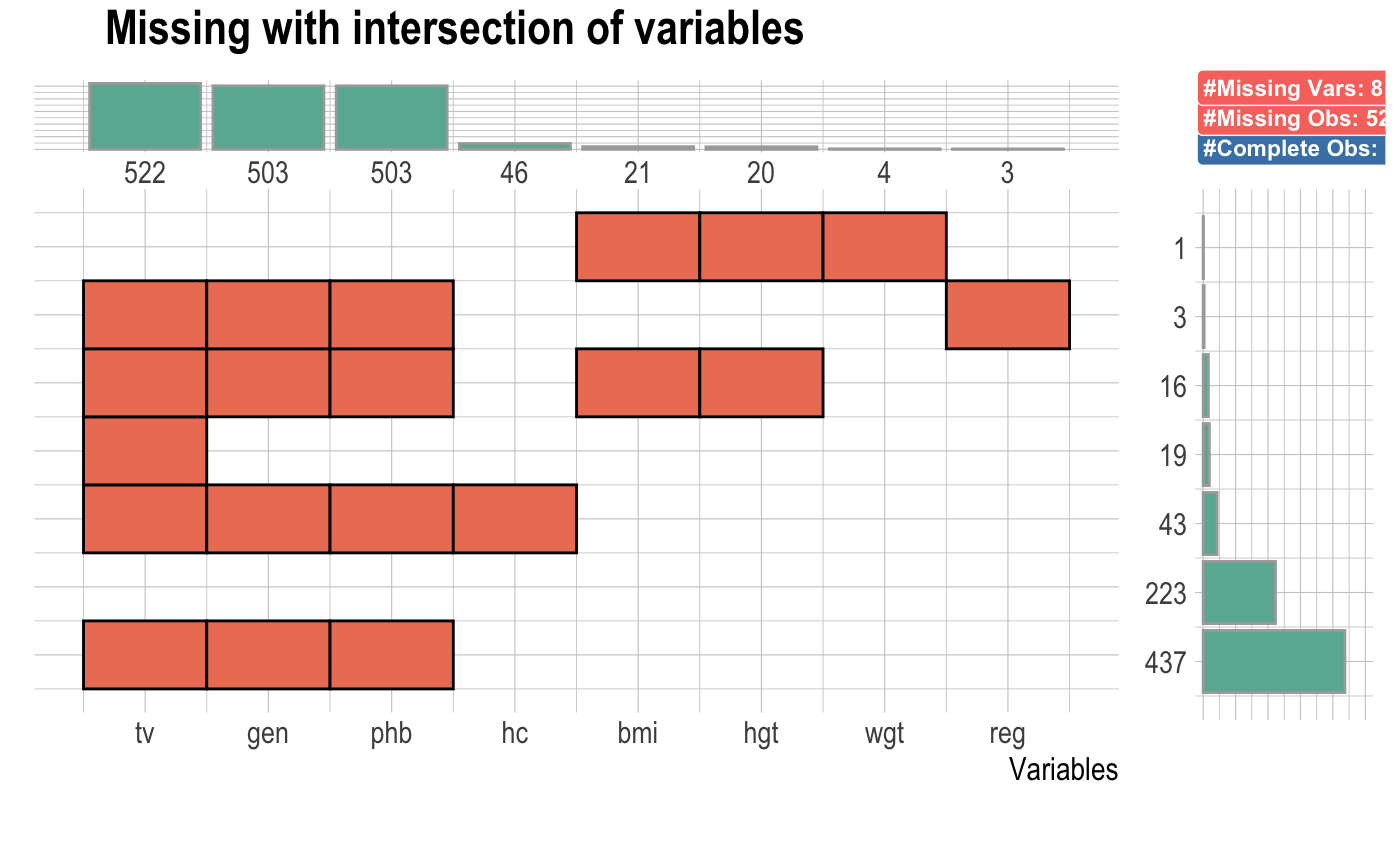 Missing with intersection of variables
#Missing Vars: 8
#Missing Obs:
#Complete Obs:
522 503 503 46 21 20 4 3
1
3
16
19
43
223
437
tv gen phb hc bmi hgt wgt reg
Variables